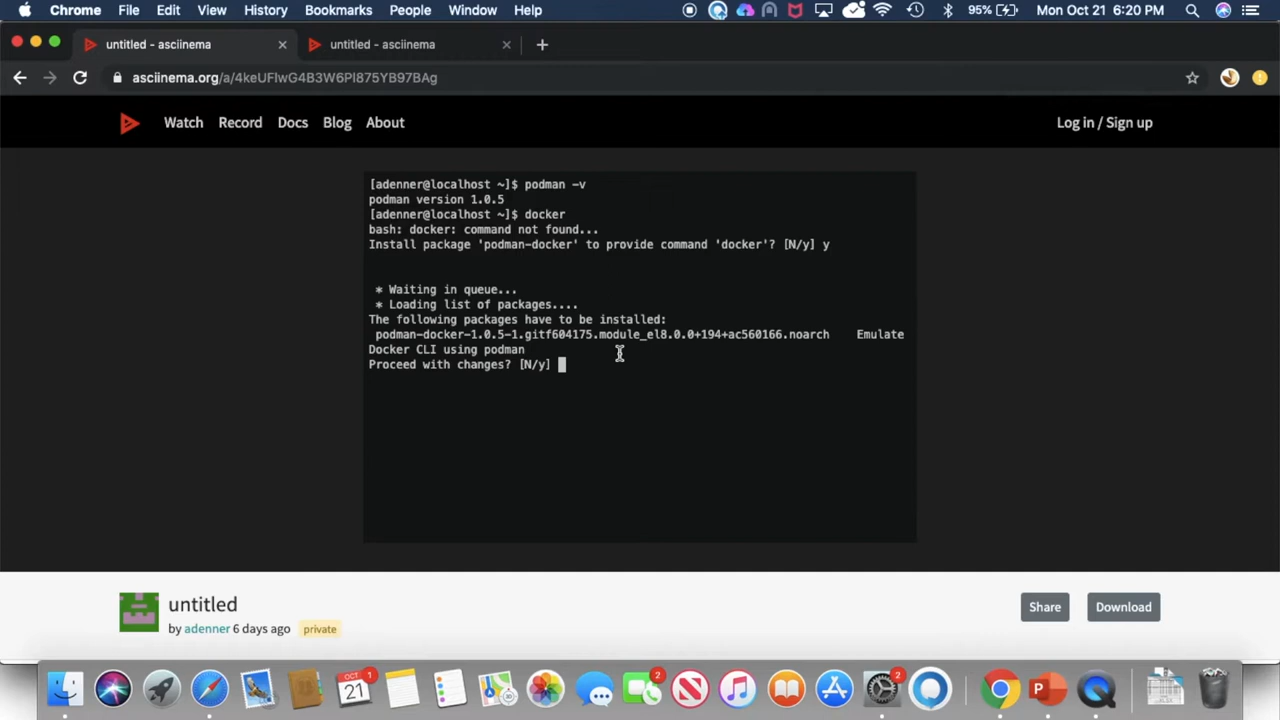 Chrome File Edit View History Bookmarks People Window Help 95% Mon Oct 21 6:20 PM
untitled - asciinema untitled - asciinema
asciinema.org/a/4keUFlwG4B3W6Pl875YB97BAg
Watch Record Docs Blog About Log in / Sign up
[adenner@localhost ~]$ podman -v
podman version 1.0.5
[adenner@localhost ~]$ docker
bash: docker: command not found...
Install package 'podman-docker' to provide command 'docker'? [N/y] y
* Waiting in queue...
* Loading list of packages....
The following packages have to be installed:
podman-docker-1.0.5-1.gitf604175.module_el8.0.0+194+ac560166.noarch Emulate
Docker CLI using podman
Proceed with changes? [N/y]
untitled
by adenner 6 days ago private
Share Download
OCT 1 2 2
21